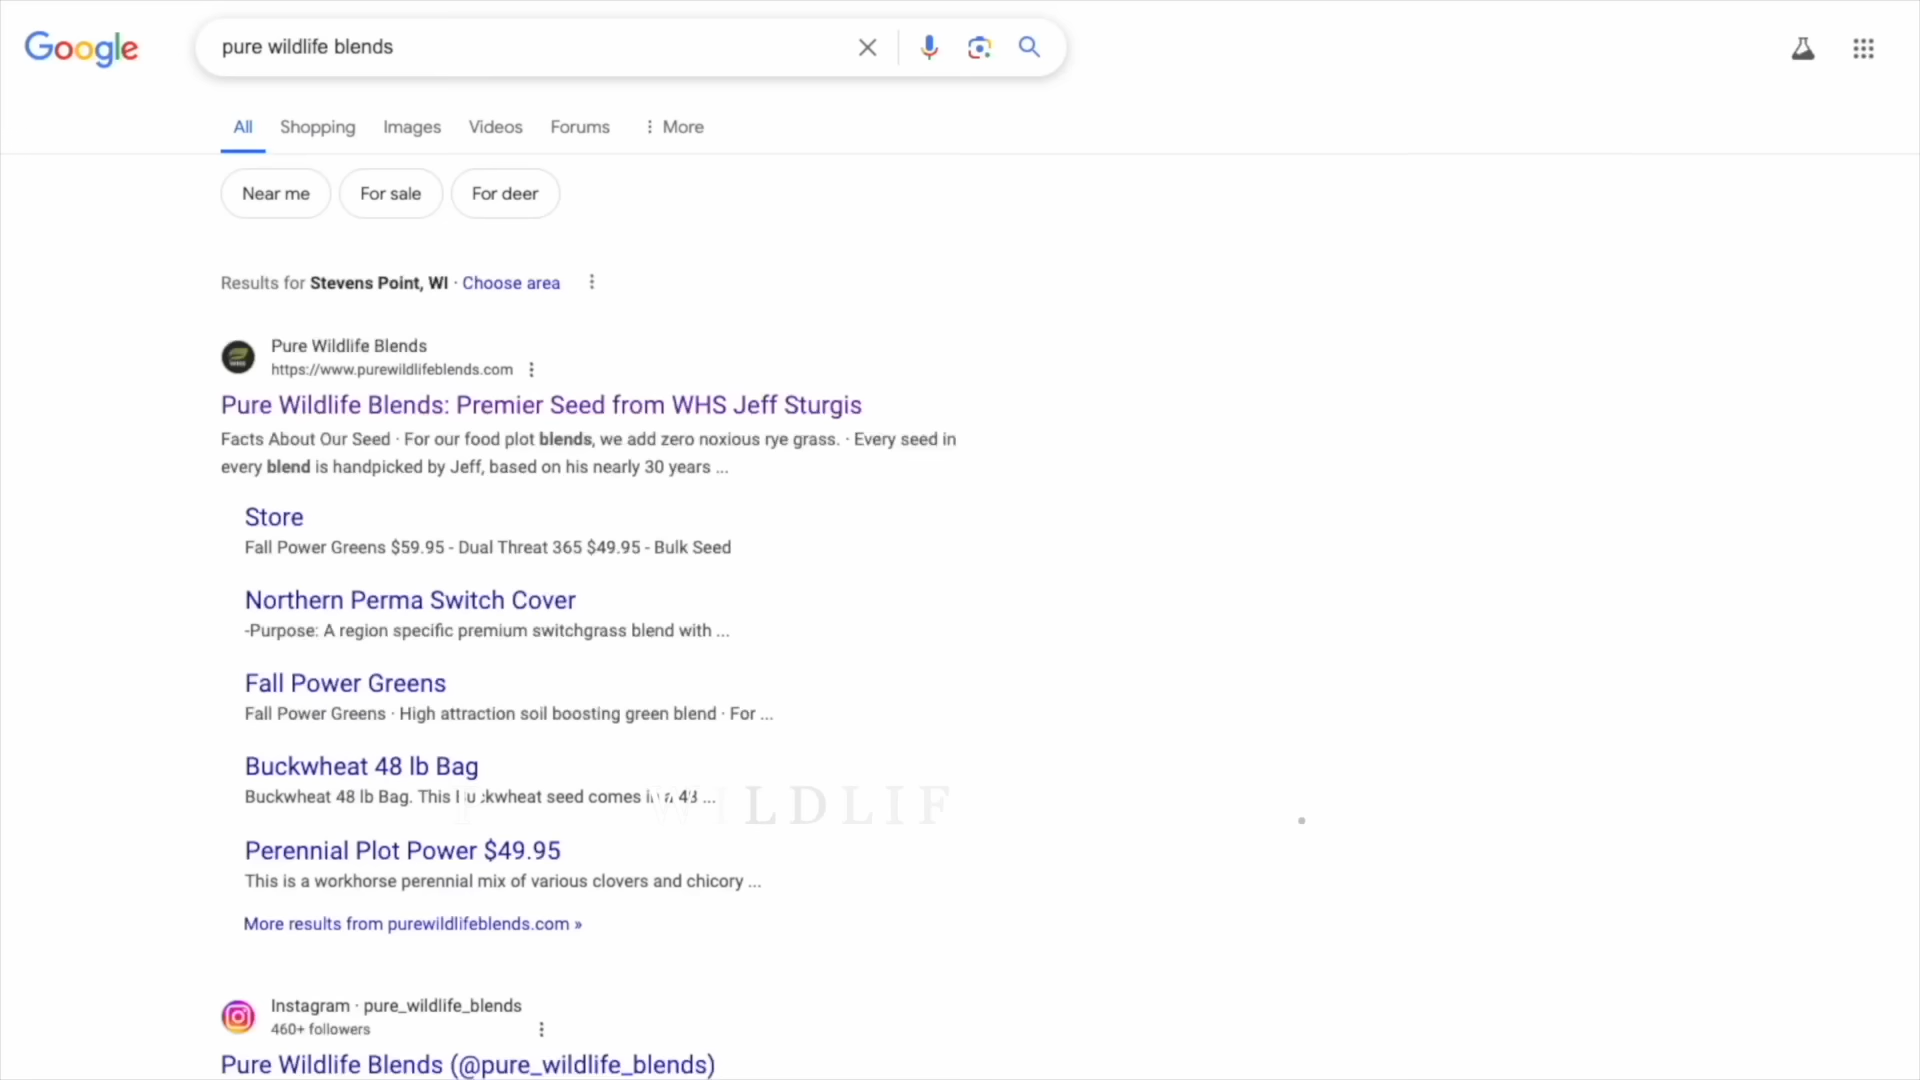 Google
pure wildlife blends
All Shopping Images Videos Forums More
Near me For sale For deer
Results for Stevens Point, WI · Choose area
Pure Wildlife Blends
https://www.purewildlifeblends.com
Pure Wildlife Blends: Premier Seed from WHS Jeff Sturgis
Facts About Our Seed · For our food plot blends, we add zero noxious rye grass. · Every seed in
every blend is handpicked by Jeff, based on his nearly 30 years ...
Store
Fall Power Greens $59.95 - Dual Threat 365 $49.95 - Bulk Seed
Northern Perma Switch Cover
-Purpose: A region specific premium switchgrass blend with ...
Fall Power Greens
Fall Power Greens · High attraction soil boosting green blend · For ...
Buckwheat 48 lb Bag
Buckwheat 48 lb Bag. This Buckwheat seed comes in a 48 ...
WILDLIF
Perennial Plot Power $49.95
This is a workhorse perennial mix of various clovers and chicory ...
More results from purewildlifeblends.com »
Instagram · pure_wildlife_blends
460+ followers
Pure Wildlife Blends (@pure_wildlife_blends)